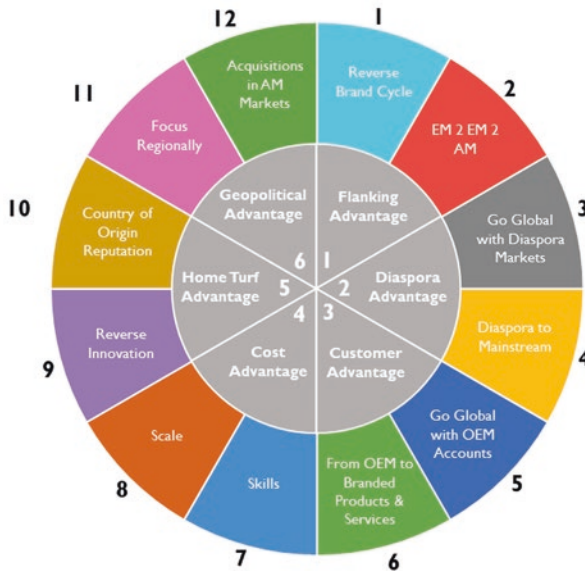 12
1
Acquisitions
in AM
Markets
Reverse
Brand Cycle
11
2
Focus
Regionally
EM 2 EM 2
AM
10
3
Country of
Origin
Reputation
Geopolitical
Advantage
Flanking
Advantage
Go Global
with Diaspora
Markets
6
1
Home Turf
Advantage
5
2
Diaspora
Advantage
4
3
Reverse
Innovation
Cost
Advantage
Customer
Advantage
Diaspora to
Mainstream
9
4
Scale
Go Global
with OEM
Accounts
Skills
From OEM to
Branded
Products &
Services
8
5
7
6